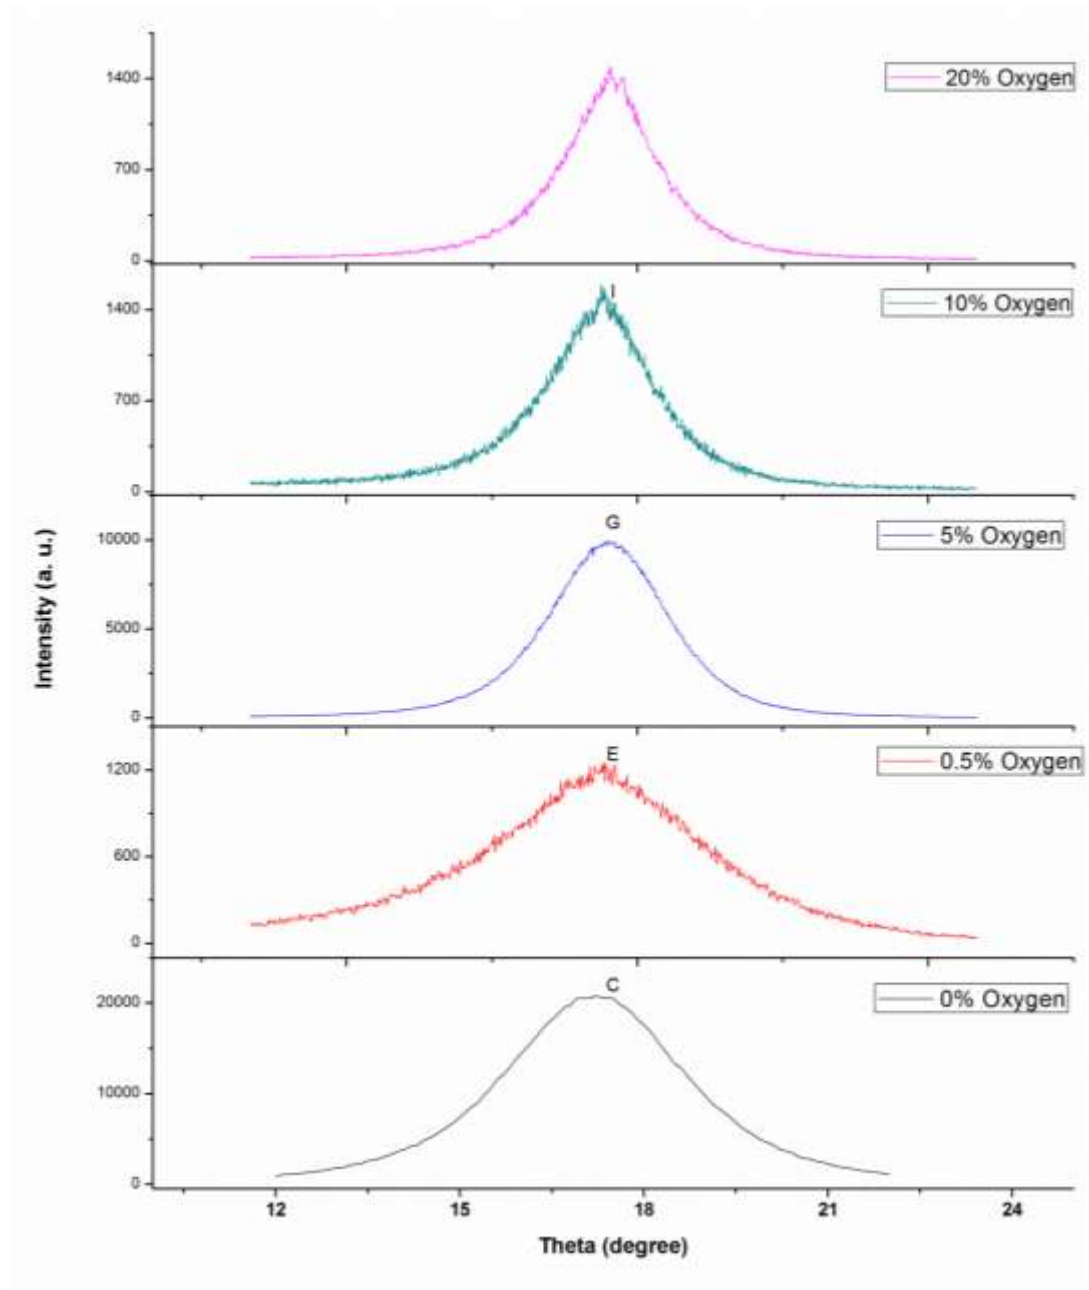 20% Oxygen
1400
700
0
I
10% Oxygen
1400
700
0
G
5% Oxygen
10000
5000
0
E
0.5% Oxygen
1200
600
0
C
0% Oxygen
20000
10000
0
12 15 18 21 24
Theta (degree)
Intensity (a. u.)